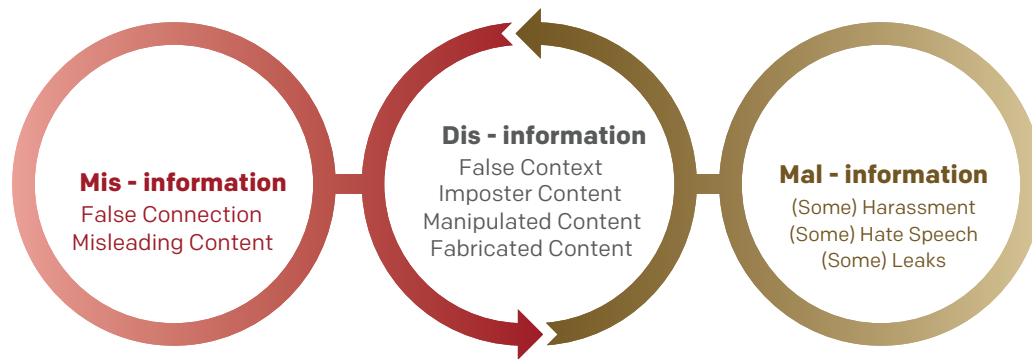 Mis - information
False Connection
Misleading Content
Dis - information
False Context
Imposter Content
Manipulated Content
Fabricated Content
Mal - information
(Some) Harassment
(Some) Hate Speech
(Some) Leaks